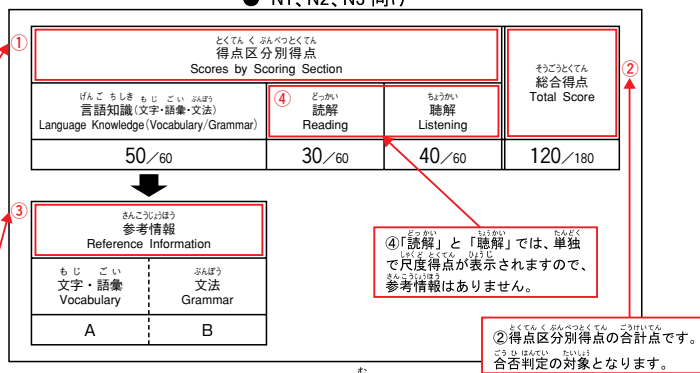 ● N1、N2、N3 向け
①
とくてん く ぶんべつとくてん
得点区分別得点
Scores by Scoring Section
そうごうとくてん
総合得点
Total Score
②
げんご ちしき もじ ごい ぶんぽう
言語知識(文字・語彙・文法)
Language Knowledge(Vocabulary/Grammar)
④
どっかい
読解
Reading
ちょうかい
聴解
Listening
50/60
30/60
40/60
120/180
③
さんこうじょうほう
参考情報
Reference Information
もじ ごい
文字・語彙
Vocabulary
ぶんぽう
文法
Grammar
A
B
どっかい ちょうかい たんどく
④「読解」と「聴解」では、単独
しゃくど とくてん ひょうじ
で尺度得点が表示されますので、
さんこうじょうほう
参考情報はありません。
とくてん く ぶんべつとくてん ごうけいてん
②得点区分別得点の合計点です。
ごう ひ はんてい たいしょう
合否判定の対象となります。
む